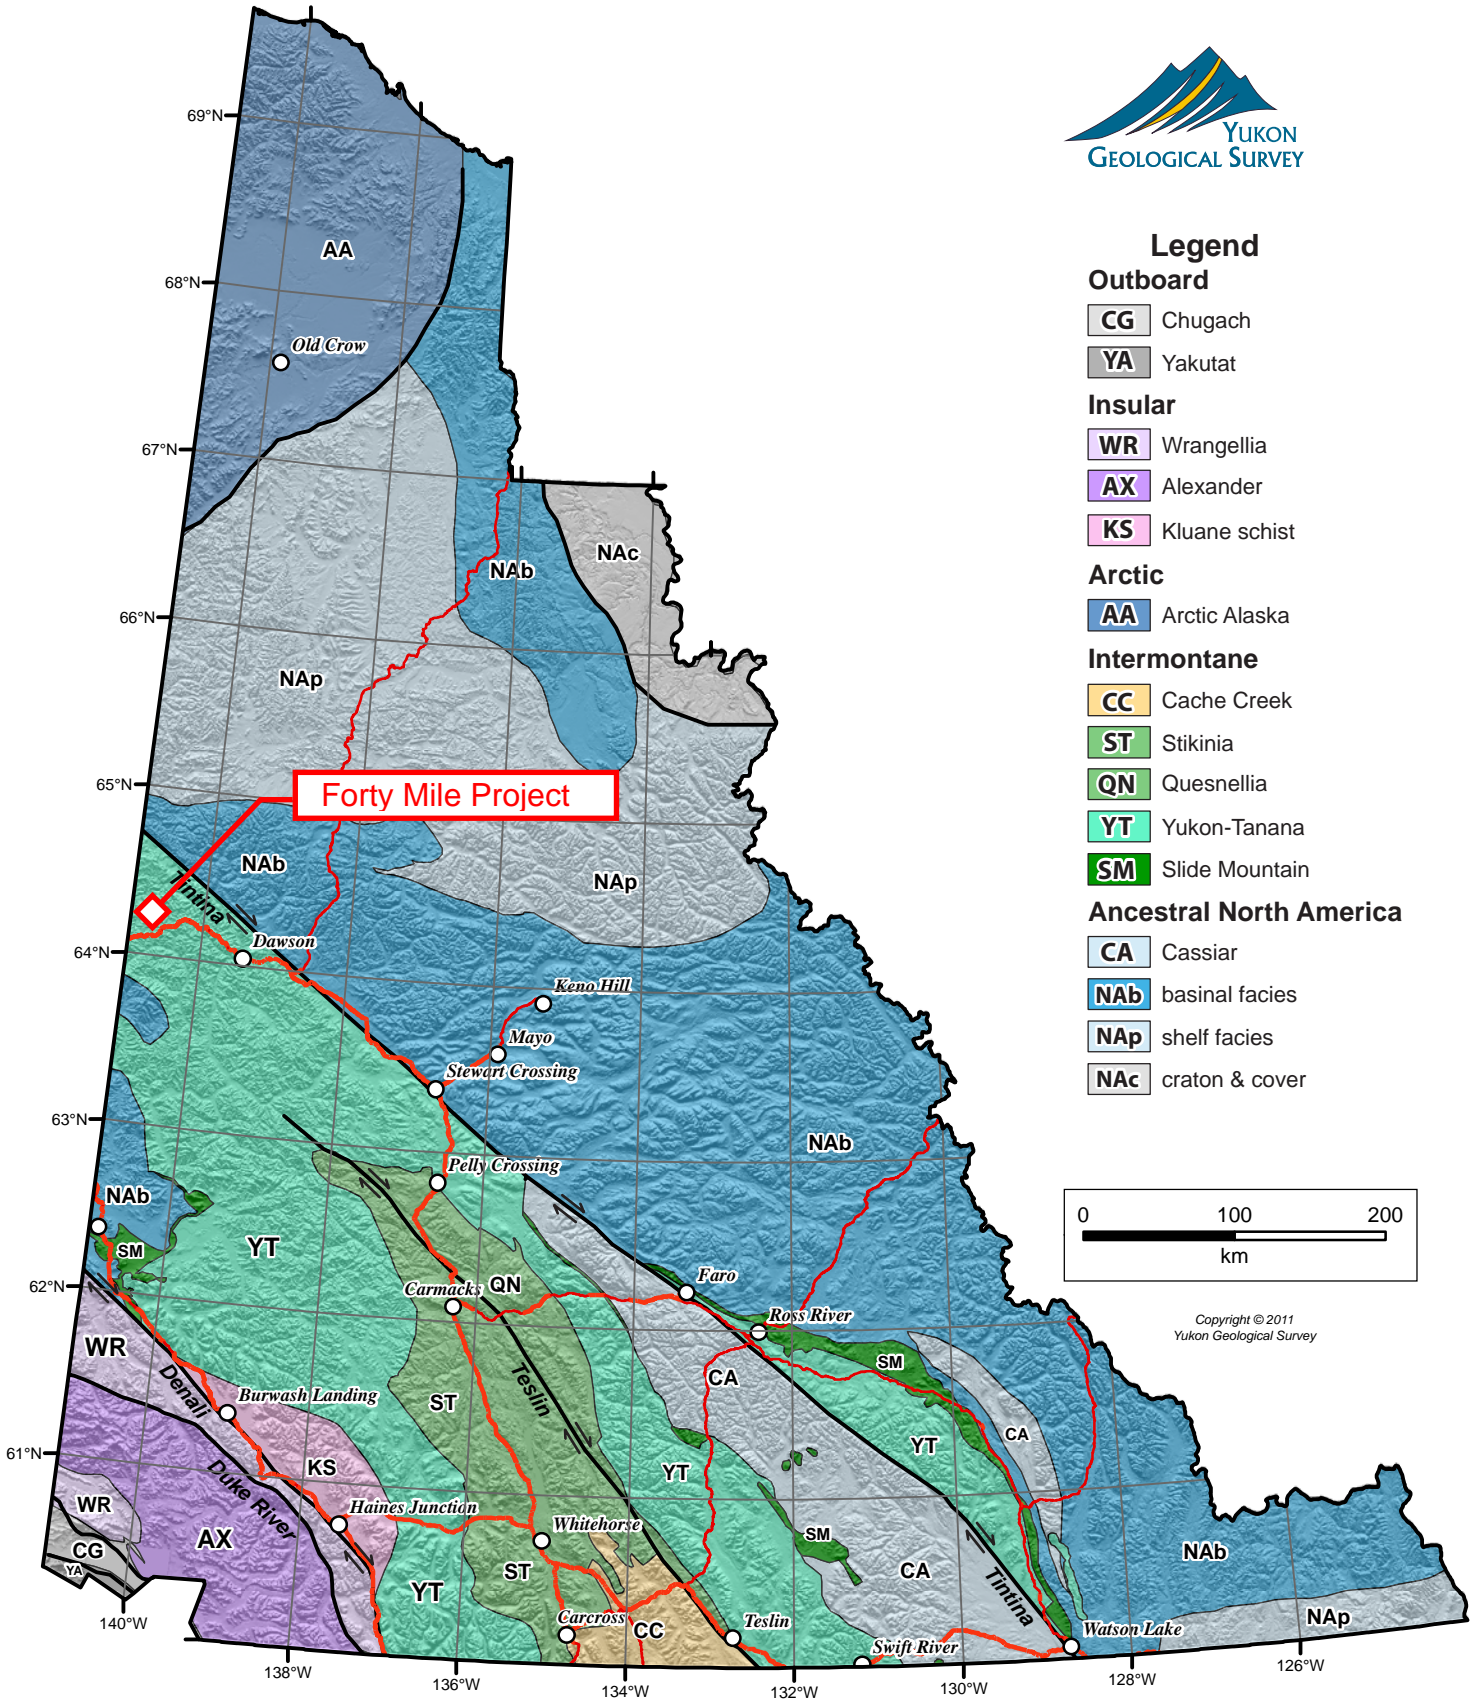 YUKON
GEOLOGICAL SURVEY
Legend
Outboard
CG Chugach
YA Yakutat
Insular
WR Wrangellia
AX Alexander
KS Kluane schist
Arctic
AA Arctic Alaska
Intermontane
CC Cache Creek
ST Stikinia
QN Quesnellia
YT Yukon-Tanana
SM Slide Mountain
Ancestral North America
CA Cassiar
NAb basinal facies
NAp shelf facies
NAc craton & cover
0 100 200
km
Copyright © 2011
Yukon Geological Survey
69°N
AA
68°N
Old Crow
67°N
NAc
NAb
66°N
NAp
65°N
Forty Mile Project
NAb
NAp
Tintina
Dawson
64°N
Keno Hill
Mayo
Stewart Crossing
63°N
NAb
Pelly Crossing
NAb
SM
YT
62°N
QN
Carmacks
Faro
Ross River
WR
SM
CA
Denali
Burwash Landing
ST
Teslin
CA
YT
61°N
KS
YT
Duke River
WR
Haines Junction
Whitehorse
SM
AX
CG
YA
ST
YT
CA
NAb
Tintina
140°W
Carcross
CC
Teslin
Swift River
Watson Lake
NAp
138°W
136°W
134°W
132°W
130°W
128°W
126°W